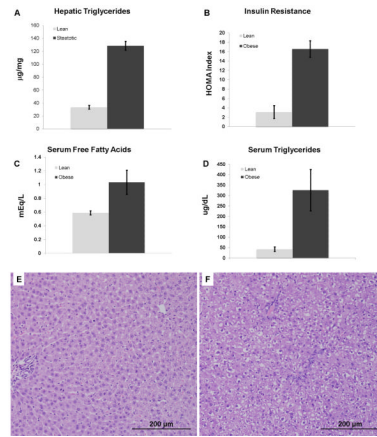 A
Hepatic Triglycerides
Lean
Steatotic
µg/mg
160
140
120
100
80
60
40
20
0
B
Insulin Resistance
Lean
Obese
HOMA Index
20
18
16
14
12
10
8
6
4
2
0
C
Serum Free Fatty Acids
Lean
Obese
mEq/L
1.4
1.2
1
0.8
0.6
0.4
0.2
0
D
Serum Triglycerides
Lean
Obese
ug/dL
450
400
350
300
250
200
150
100
50
0
E
200 µm
F
200 µm